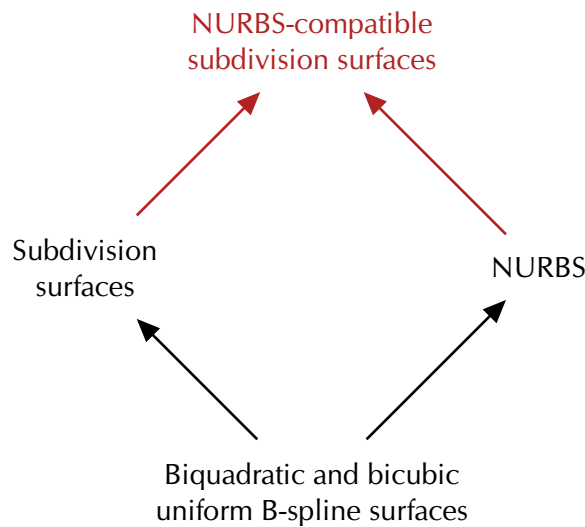 NURBS-compatible
subdivision surfaces
Subdivision
surfaces
NURBS
Biquadratic and bicubic
uniform B-spline surfaces